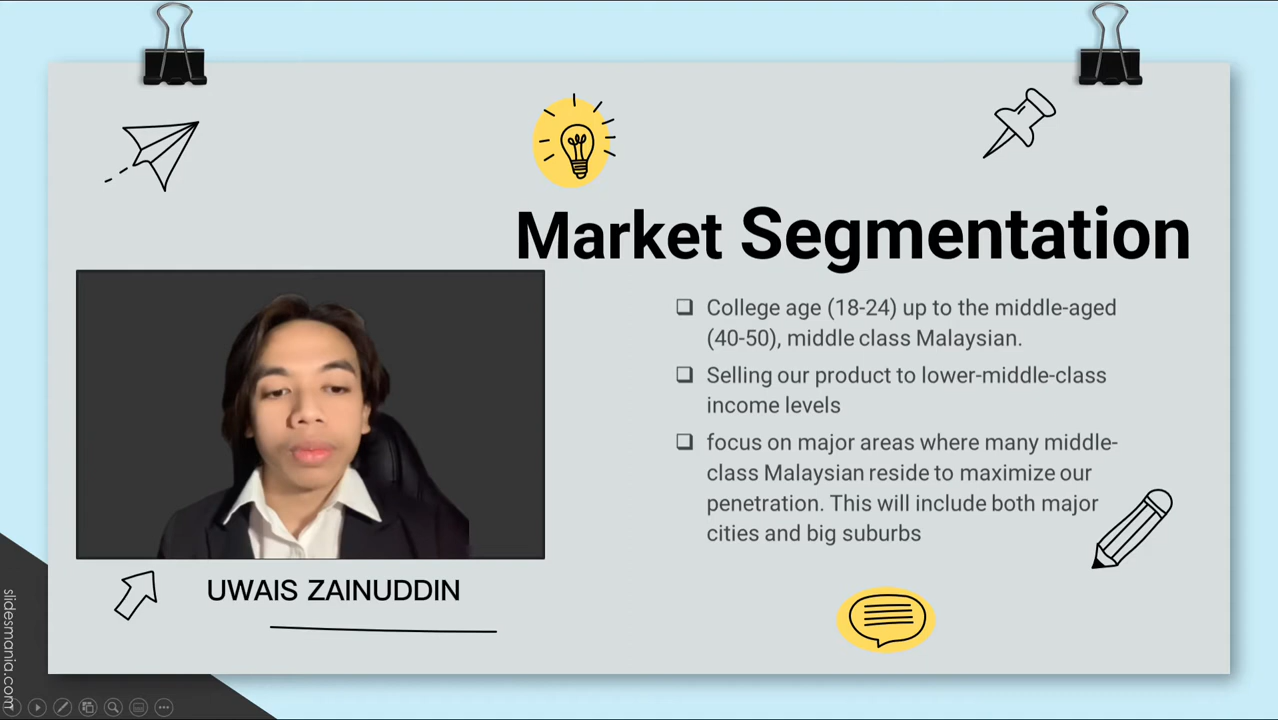 Market Segmentation
❑ College age (18-24) up to the middle-aged
(40-50), middle class Malaysian.
❑ Selling our product to lower-middle-class
income levels
❑ focus on major areas where many middle-
class Malaysian reside to maximize our
penetration. This will include both major
cities and big suburbs
UWAIS ZAINUDDIN
slidesmania.com